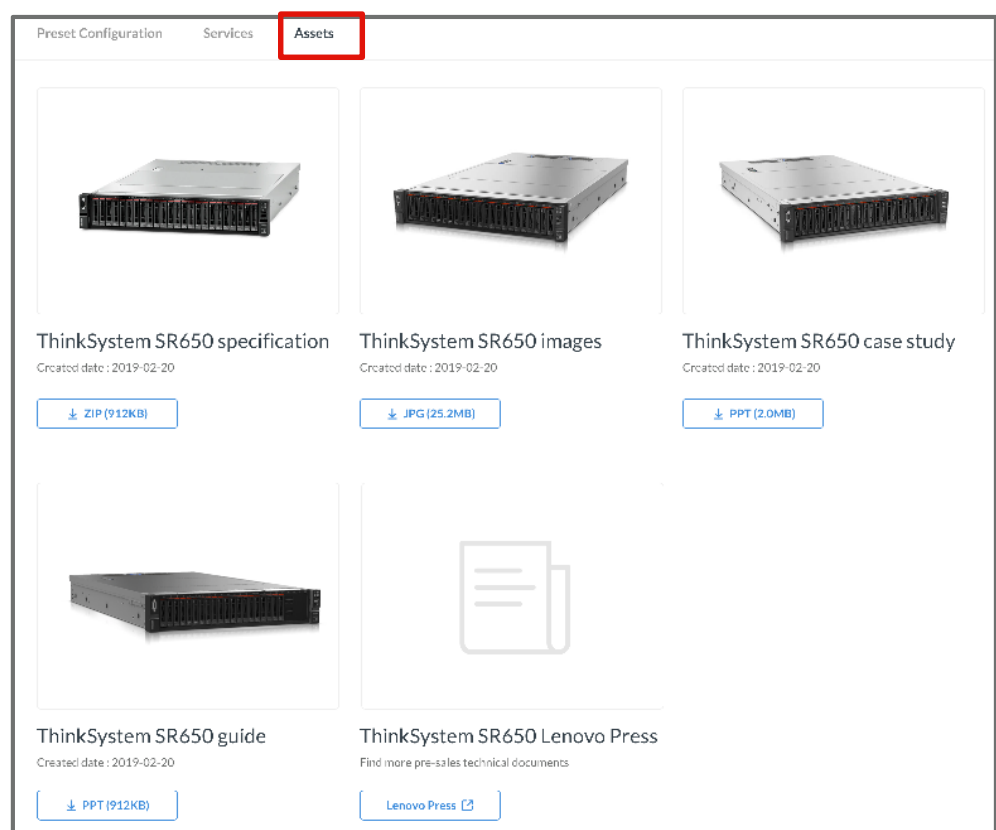 Preset Configuration Services Assets
ThinkSystem SR650 specification
Created date : 2019-02-20
ZIP (912KB)
ThinkSystem SR650 images
Created date : 2019-02-20
JPG (25.2MB)
ThinkSystem SR650 case study
Created date : 2019-02-20
PPT (2.0MB)
ThinkSystem SR650 guide
Created date : 2019-02-20
PPT (912KB)
ThinkSystem SR650 Lenovo Press
Find more pre-sales technical documents
Lenovo Press